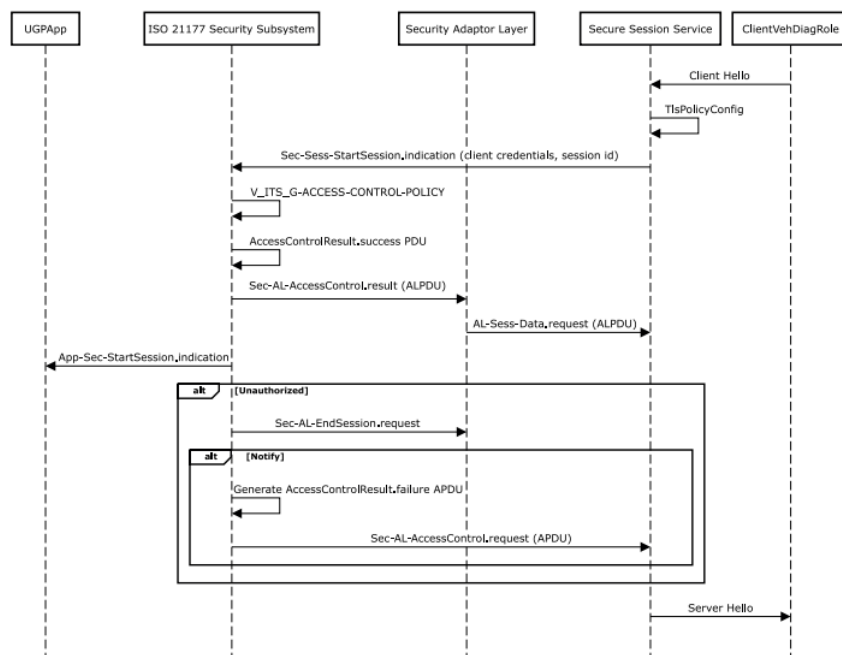 UGPApp
ISO 21177 Security Subsystem
Security Adaptor Layer
Secure Session Service
ClientVehDiagRole
Client Hello
TlsPolicyConfig
Sec-Sess-StartSession.indication (client credentials, session id)
V_ITS_G-ACCESS-CONTROL-POLICY
AccessControlResult.success PDU
Sec-AL-AccessControl.result (ALPDU)
AL-Sess-Data.request (ALPDU)
App-Sec-StartSession.indication
alt [Unauthorized]
Sec-AL-EndSession.request
alt [Notify]
Generate AccessControlResult.failure APDU
Sec-AL-AccessControl.request (APDU)
Server Hello